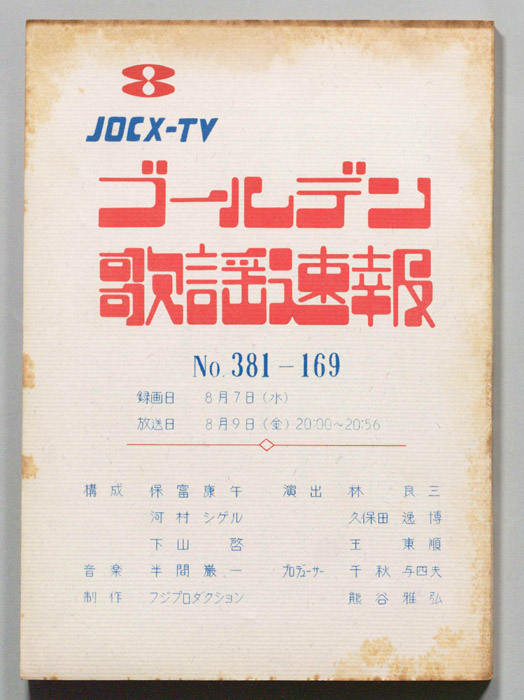 8
JOCX-TV
ゴールデン
歌謡速報
No. 381-169
録画日 8月7日(水)
放送日 8月9日(金)20:00~20:56
構成 保富康午 演出 林良三
河村シゲル 久保田逸博
下山啓 王東順
音楽 半間巌一 プロデューサー 千秋与四夫
制作 フジプロダクション 熊谷雅弘